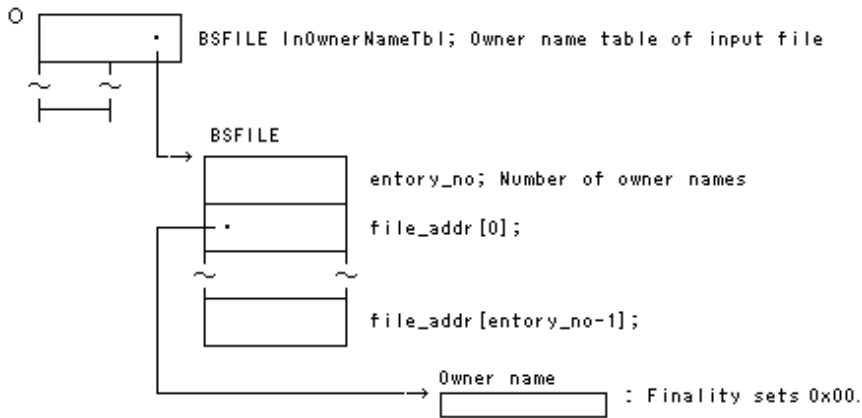 0
BSFILE InOwnerNameTbl; Owner name table of input file
BSFILE
entory_no; Number of owner names
file_addr[0];
file_addr[entory_no-1];
Owner name
: Finality sets 0x00.